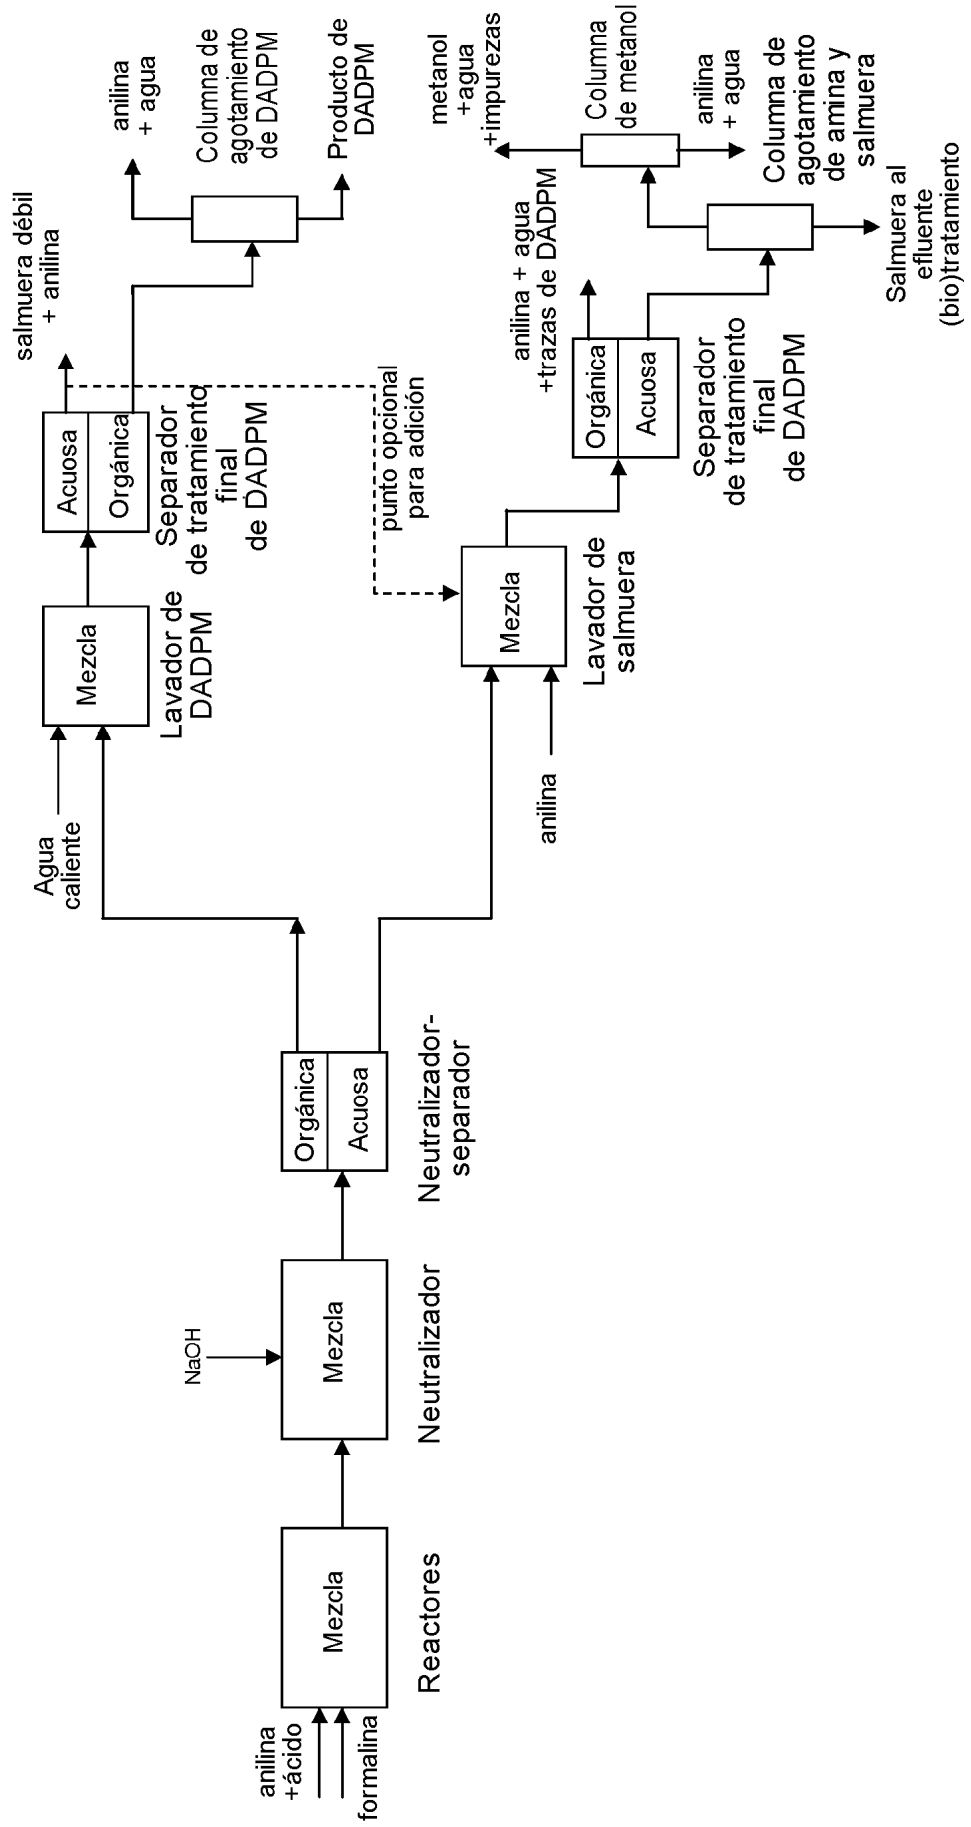 anilina
+ácido
formalina
Mezcla
Reactores
NaOH
Mezcla
Neutralizador
Orgánica
Acuosa
Neutralizador-
separador
Agua
caliente
Mezcla
Lavador de
DADPM
Acuosa
Orgánica
Separador
de tratamiento
final
de DADPM
salmuera débil
+ anilina
anilina
+ agua
Columna de
agotamiento
de DADPM
Producto de
DADPM
punto opcional
para adición
anilina
Mezcla
Lavador de
salmuera
Orgánica
Acuosa
Separador
de tratamiento
final
de DADPM
anilina + agua
+trazas de DADPM
metanol
+agua
+impurezas
Columna
de metanol
anilina
+ agua
Columna de
agotamiento
de amina y
salmuera
Salmuera al
efluente
(bio)tratamiento